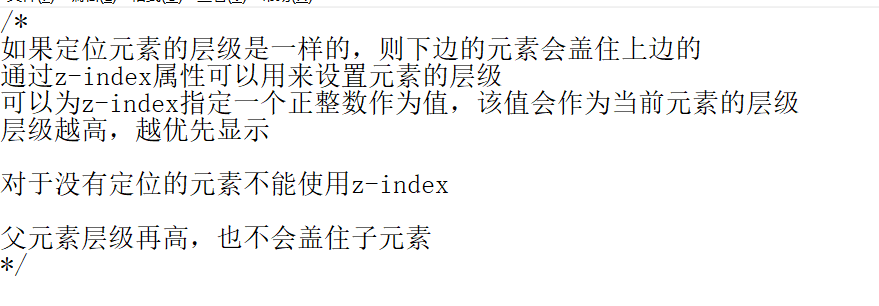 /*
如果定位元素的层级是一样的，则下边的元素会盖住上边的
通过z-index属性可以用来设置元素的层级
可以为z-index指定一个正整数作为值，该值会作为当前元素的层级
层级越高，越优先显示
对于没有定位的元素不能使用z-index
父元素层级再高，也不会盖住子元素
*/